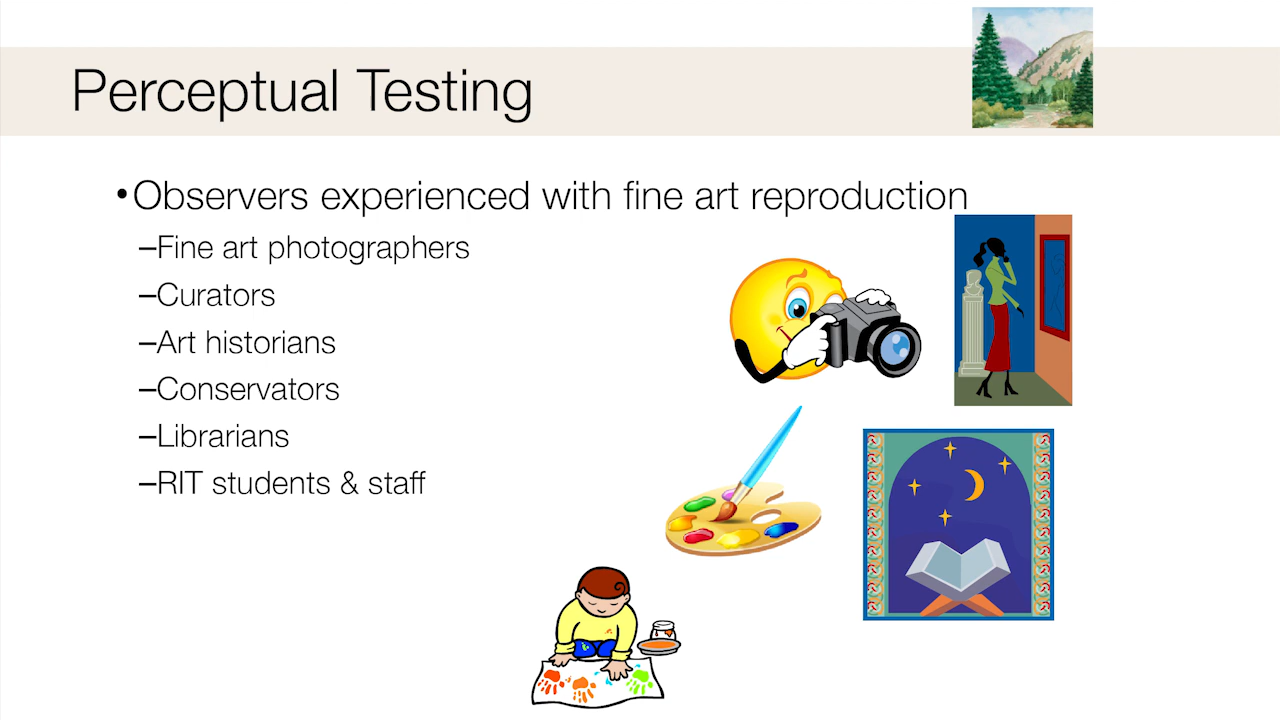 Perceptual Testing
•Observers experienced with fine art reproduction
–Fine art photographers
–Curators
–Art historians
–Conservators
–Librarians
–RIT students & staff